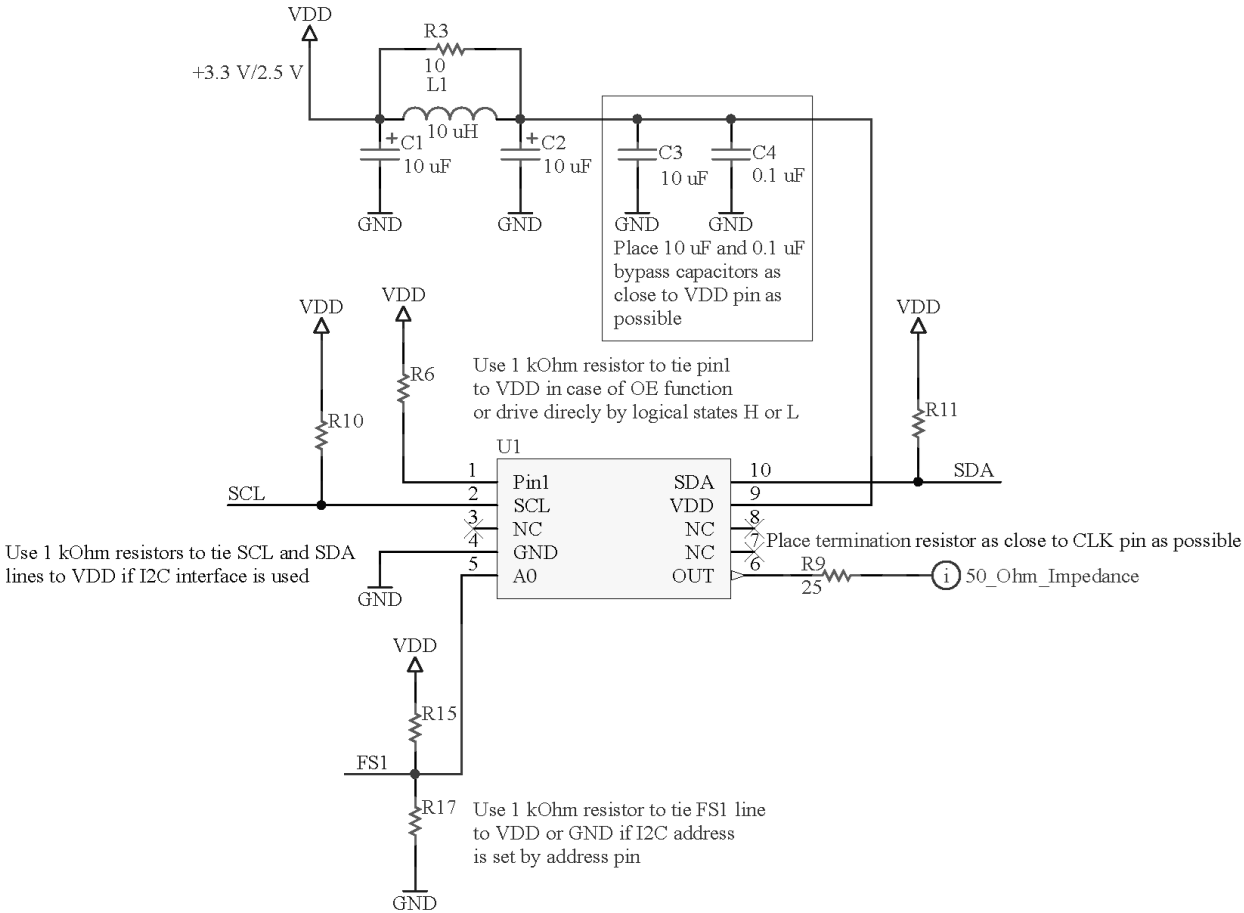 VDD
+3.3 V/2.5 V
R3
10
L1
10 uH
C1
10 uF
C2
10 uF
C3
10 uF
C4
0.1 uF
+
+
GND
GND
GND
GND
Place 10 uF and 0.1 uF
bypass capacitors as
close to VDD pin as
possible
VDD
VDD
VDD
R6
R10
R11
Use 1 kOhm resistor to tie pin1
to VDD in case of OE function
or drive direcly by logical states H or L
U1
1
Pin1
SDA
10
SDA
SCL
2
SCL
VDD
9
3
NC
NC
8
4
GND
NC
7
5
A0
OUT
6
Use 1 kOhm resistors to tie SCL and SDA
lines to VDD if I2C interface is used
GND
Place termination resistor as close to CLK pin as possible
R9
25
i
50_Ohm_Impedance
VDD
R15
FS1
R17
GND
Use 1 kOhm resistor to tie FS1 line
to VDD or GND if I2C address
is set by address pin